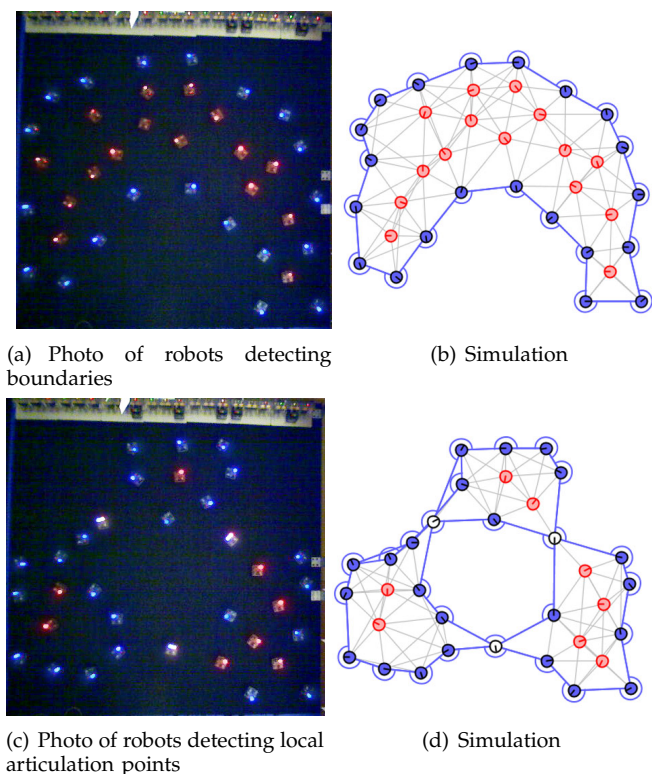 (a) Photo of robots detecting
boundaries
(b) Simulation
(c) Photo of robots detecting local
articulation points
(d) Simulation